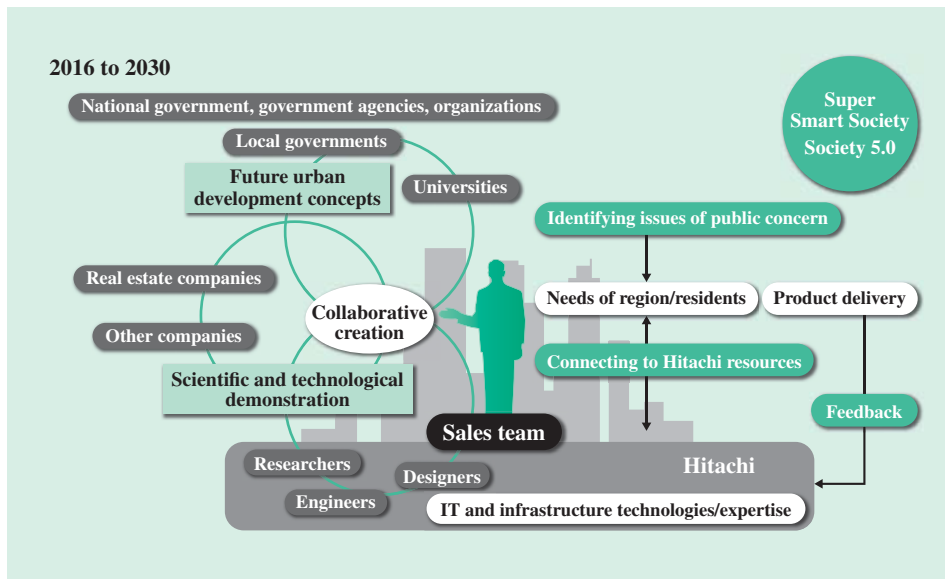 2016 to 2030
National government, government agencies, organizations
Local governments
Future urban
development concepts
Universities
Super
Smart Society
Society 5.0
Identifying issues of public concern
Real estate companies
Other companies
Collaborative
creation
Needs of region/residents
Product delivery
Scientific and technological
demonstration
Connecting to Hitachi resources
Feedback
Sales team
Researchers
Engineers
Designers
Hitachi
IT and infrastructure technologies/expertise